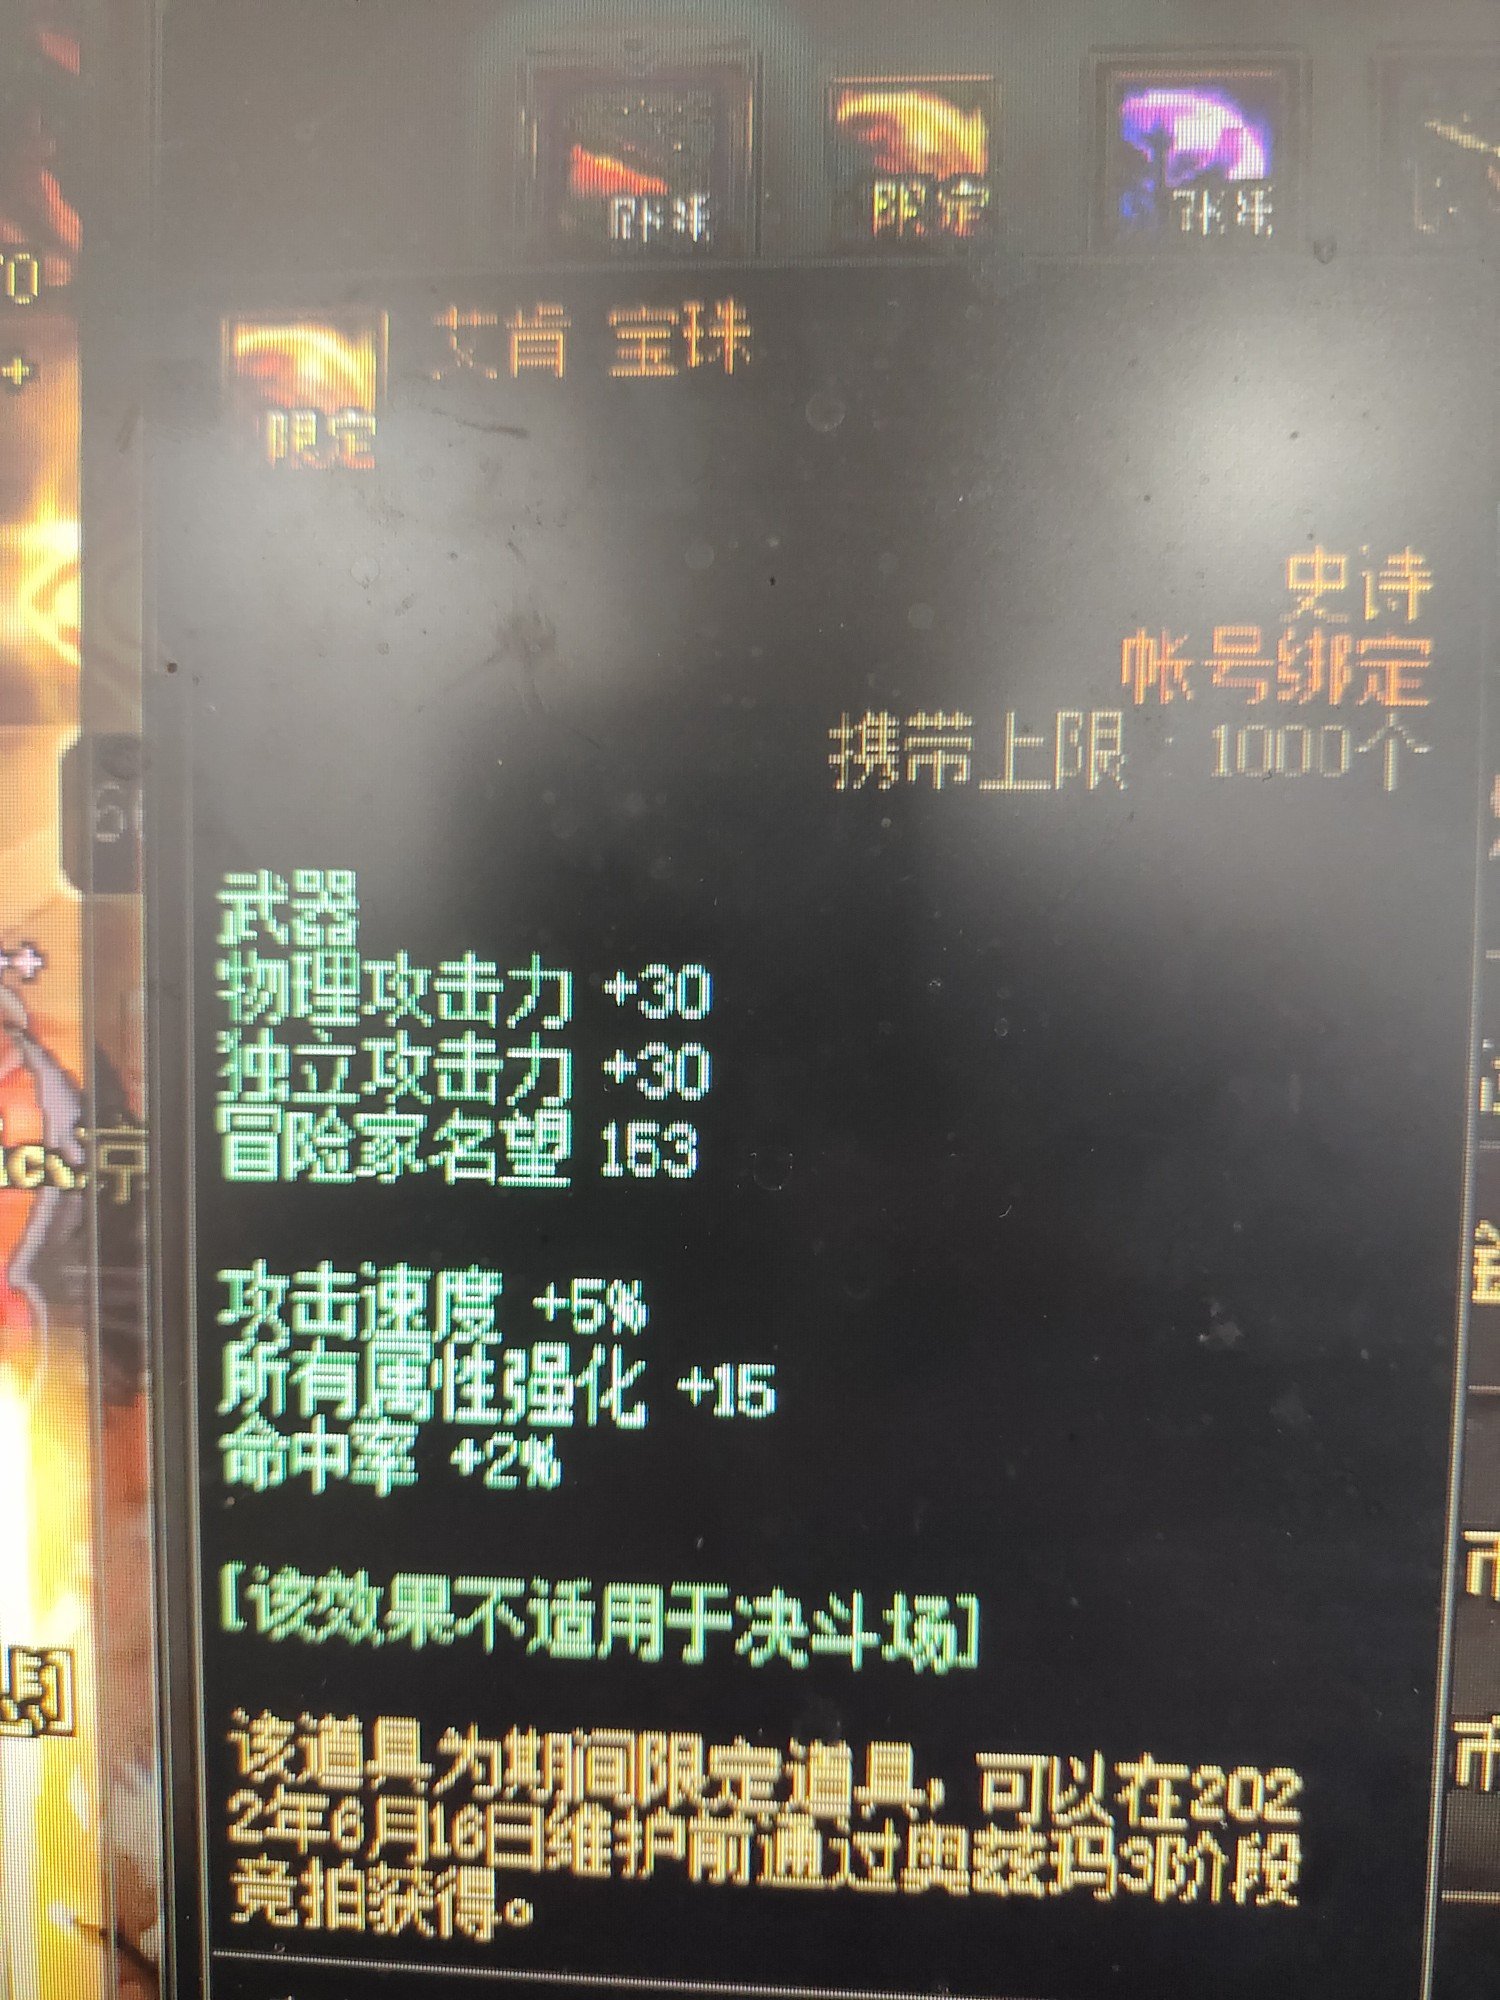 限定
艾肯 宝珠
限定
史诗
帐号绑定
携带上限 : 1000个
武器
物理攻击力 +30
独立攻击力 +30
冒险家名望 163
攻击速度 +5%
所有属性强化 +15
命中率 +2%
[该效果不适用于决斗场]
该道具为期间限定道具，可以在202
2年6月16日维护前通过奥兹玛3阶段
竞拍获得。